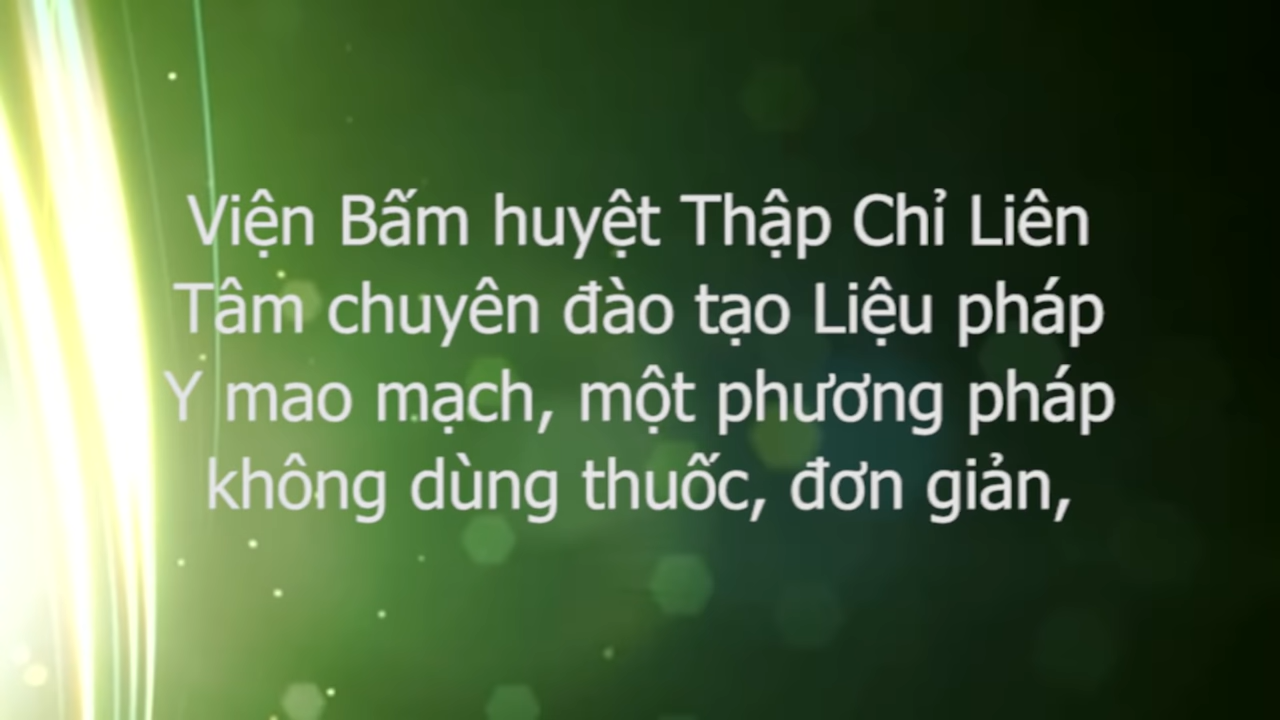 Viện Bấm huyệt Thập Chỉ Liên
Tâm chuyên đào tạo Liệu pháp
Y mao mạch, một phương pháp
không dùng thuốc, đơn giản,